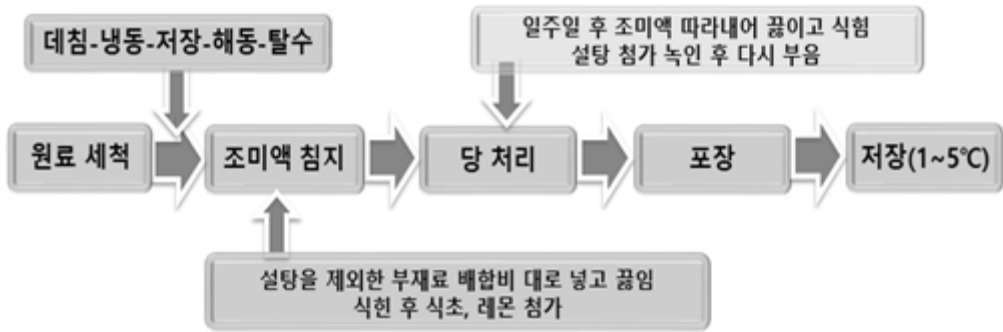 데침-냉동-저장-해동-탈수
일주일 후 조미액 따라내어 끓이고 식힘
설탕 첨가 녹인 후 다시 부음
원료 세척
조미액 침지
당 처리
포장
저장(1~5℃)
설탕을 제외한 부재료 배합비 대로 넣고 끓임
식힌 후 식초, 레몬 첨가